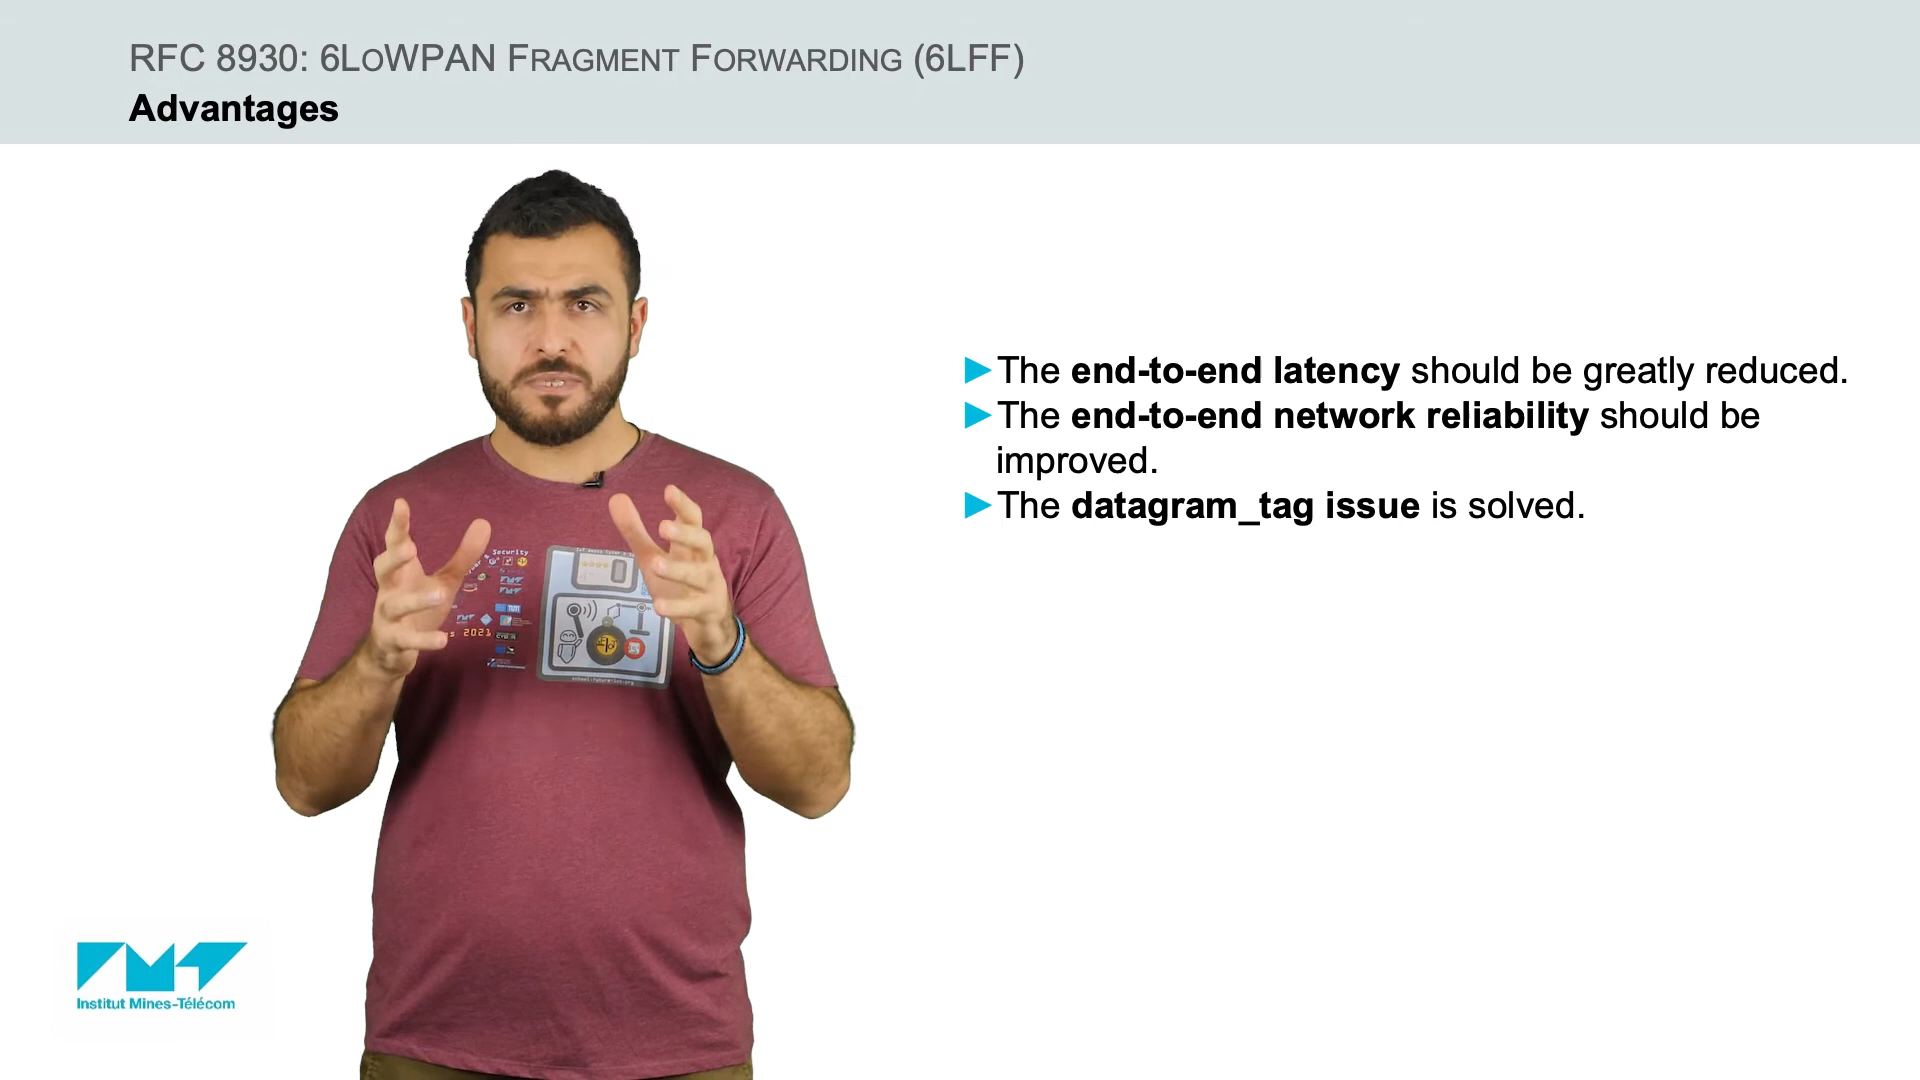 RFC 8930: 6LoWPAN Fragment Forwarding (6LFF)
Advantages
►The end-to-end latency should be greatly reduced.
►The end-to-end network reliability should be
improved.
►The datagram_tag issue is solved.
Security
2021
Institut Mines-Télécom